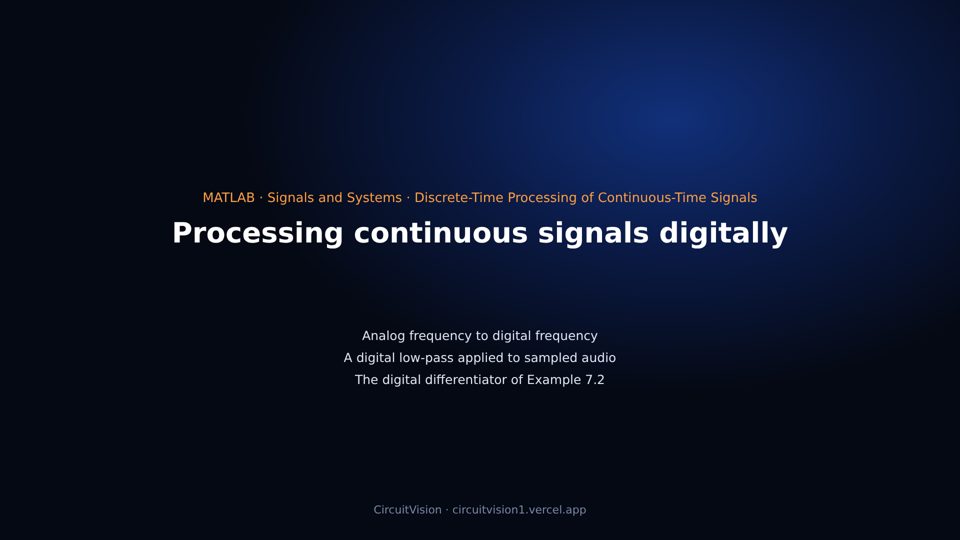 MATLAB · Signals and Systems · Discrete-Time Processing of Continuous-Time Signals
Processing continuous signals digitally
Analog frequency to digital frequency
A digital low-pass applied to sampled audio
The digital differentiator of Example 7.2
CircuitVision · circuitvision1.vercel.app